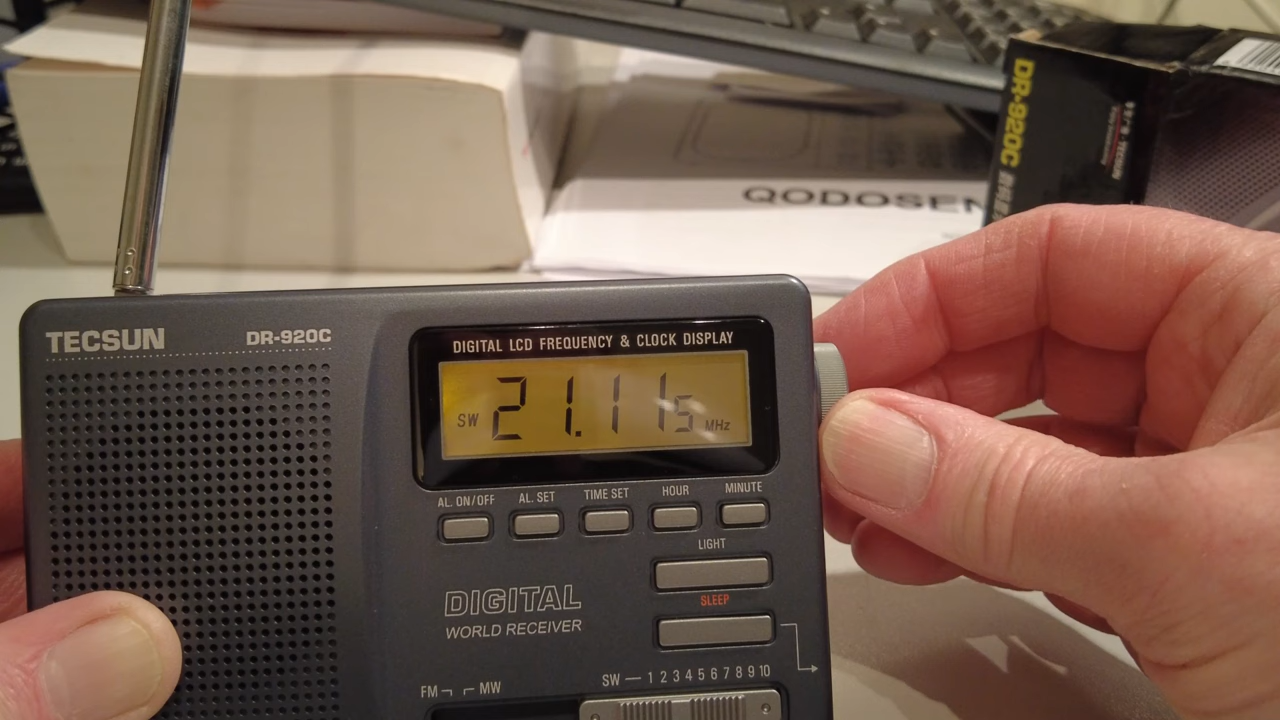 DR-920C
TECSUN
QODOSEN
TECSUN DR-920C
DIGITAL LCD FREQUENCY & CLOCK DISPLAY
SW 21.115 MHz
AL. ON/OFF AL. SET TIME SET HOUR MINUTE
LIGHT
SLEEP
DIGITAL
WORLD RECEIVER
SW 1 2 3 4 5 6 7 8 9 10
FM MW